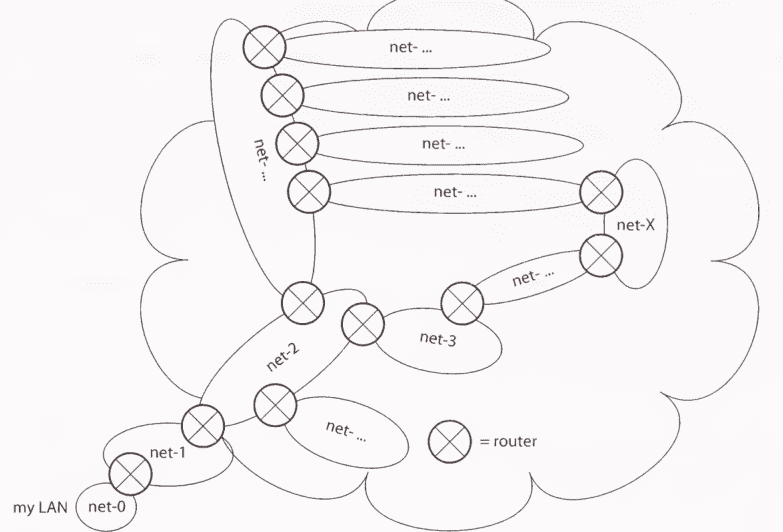 net- ...
net- ...
net- ...
net- ...
net- ...
net-X
net- ...
net-3
net-2
net- ...
= router
net-1
my LAN
net-0